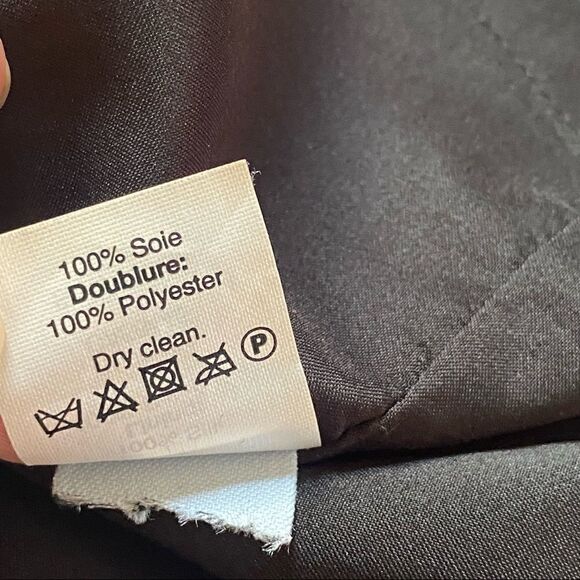 100% Soie
Doublure:
100% Polyester
Dry clean.
P